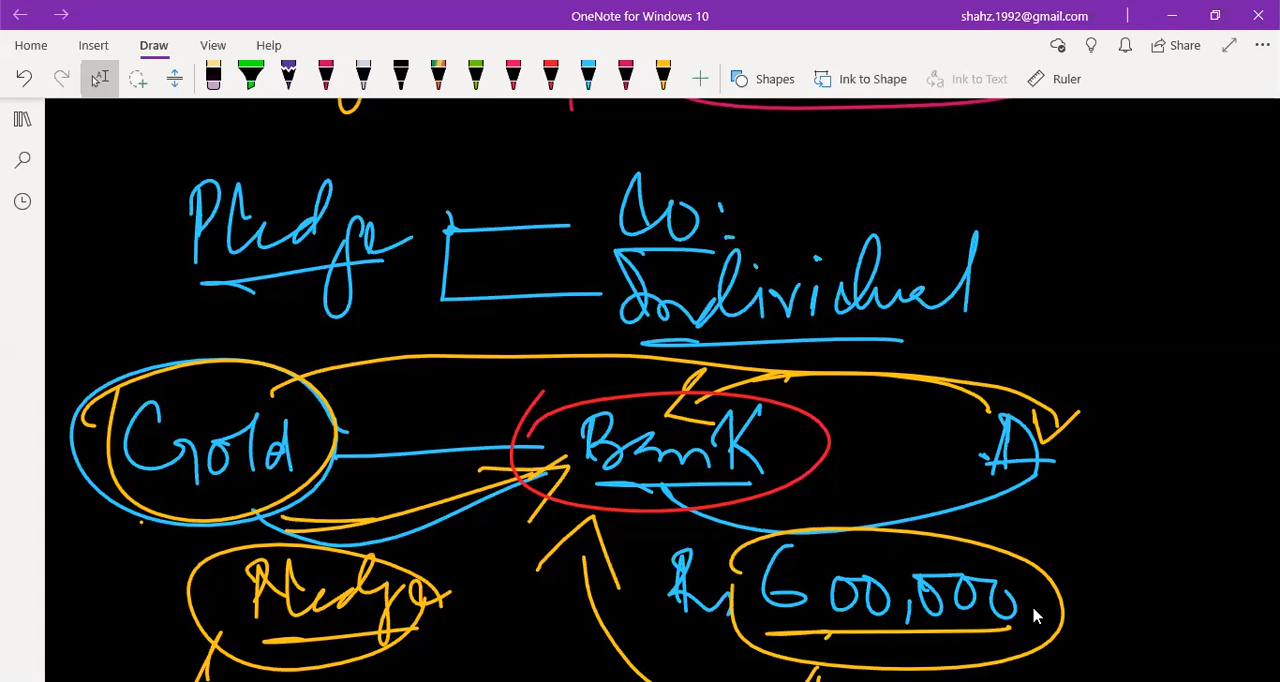 OneNote for Windows 10
shahz.1992@gmail.com
Home Insert Draw View Help
Share
Shapes
Ink to Shape
Ink to Text
Ruler
Pledge
Co:
Individual
Gold
Bank
A
Pledge
Rs 600,000